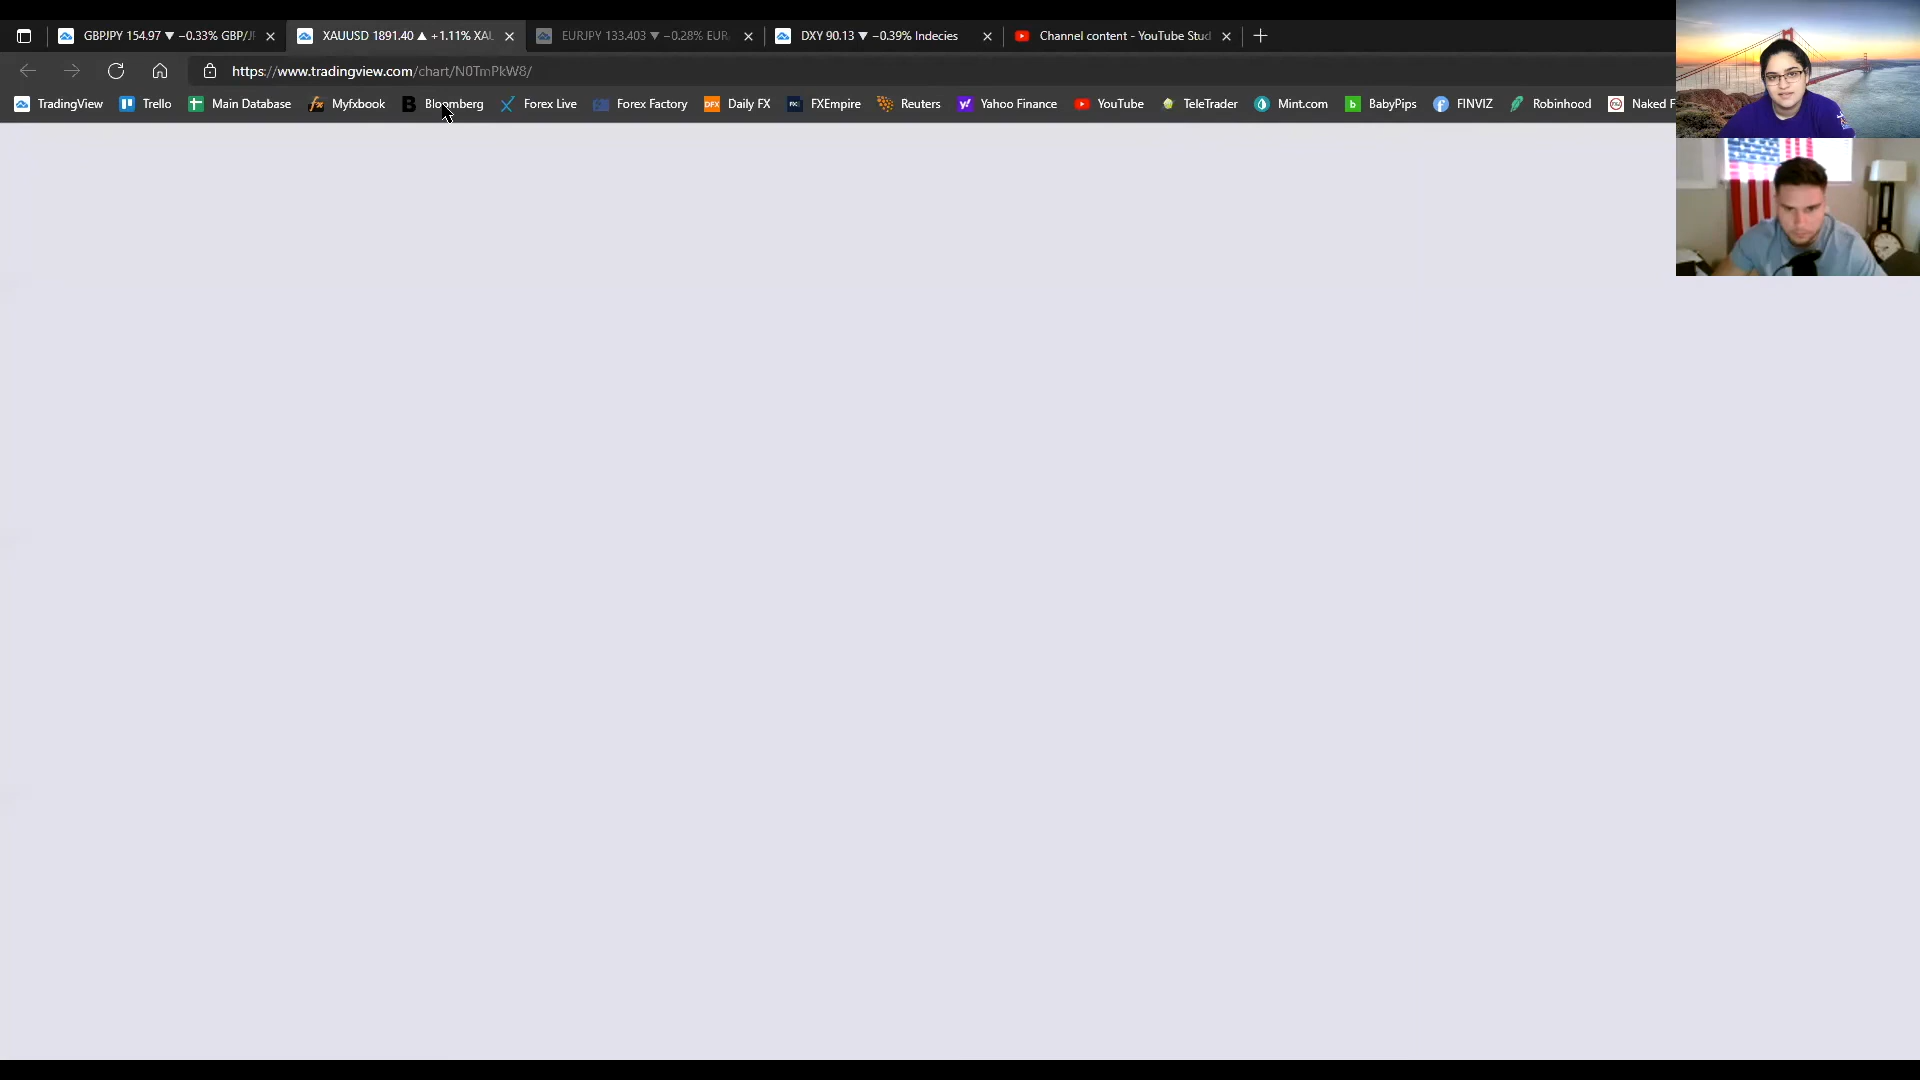 GBPJPY 154.97 ▼ −0.33% GBP/JP
XAUUSD 1891.40 ▲ +1.11% XAU
EURJPY 133.403 ▼ −0.28% EUR
DXY 90.13 ▼ −0.39% Indecies
Channel content - YouTube Stud
https://www.tradingview.com/chart/N0TmPkW8/
TradingView Trello Main Database Myfxbook Bloomberg Forex Live Forex Factory Daily FX FXEmpire Reuters Yahoo Finance YouTube TeleTrader Mint.com BabyPips FINVIZ Robinhood Naked F